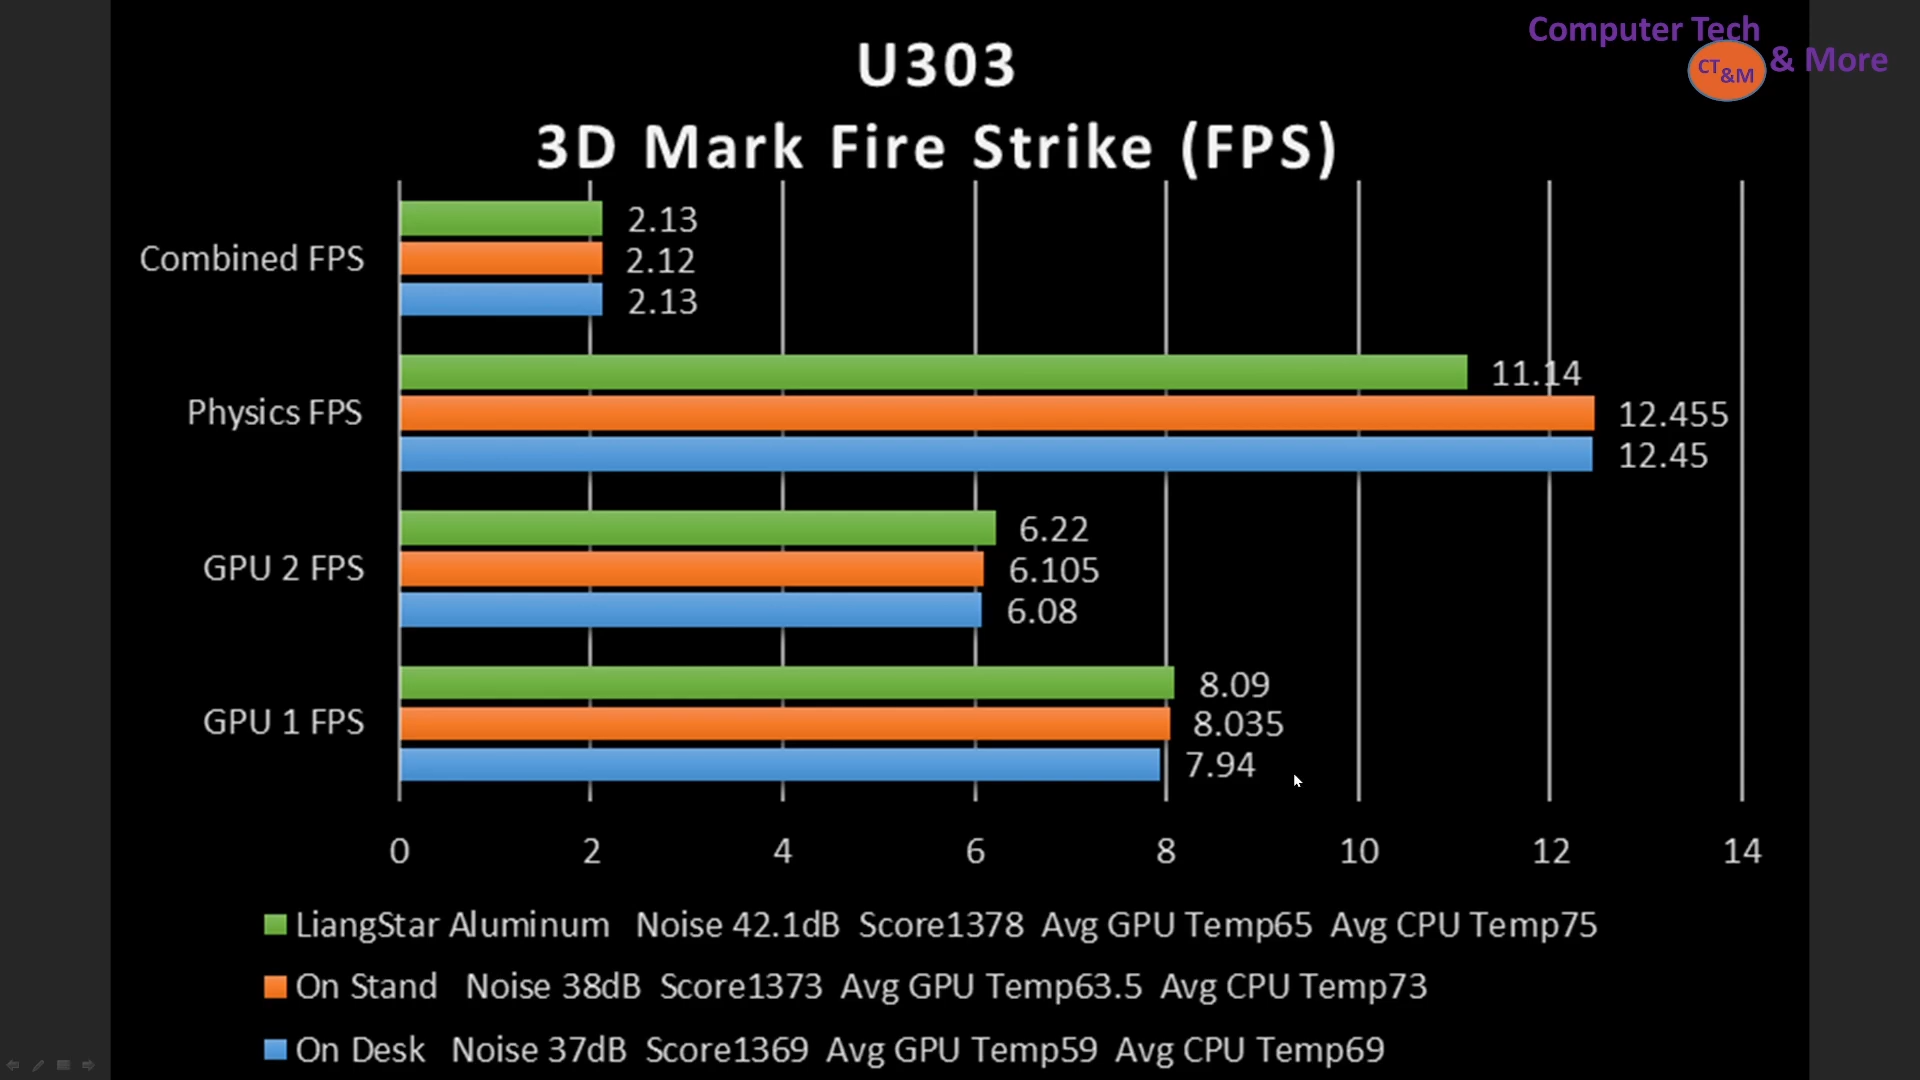 Computer Tech
& More
CT
&M
U303
3D Mark Fire Strike (FPS)
Combined FPS
2.13
2.12
2.13
Physics FPS
11.14
12.455
12.45
GPU 2 FPS
6.22
6.105
6.08
GPU 1 FPS
8.09
8.035
7.94
0 2 4 6 8 10 12 14
LiangStar Aluminum Noise 42.1dB Score1378 Avg GPU Temp65 Avg CPU Temp75
On Stand Noise 38dB Score1373 Avg GPU Temp63.5 Avg CPU Temp73
On Desk Noise 37dB Score1369 Avg GPU Temp59 Avg CPU Temp69